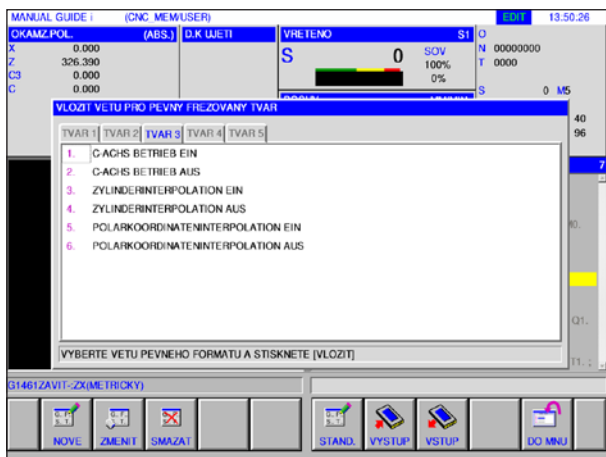 MANUAL GUIDE i (CNC_MEM/USER) EDIT 13.50.26
OKAMZ.POL. (ABS.) D.K UJETI VRETENO S1 O
X 0.000 S 0 SOV N 00000000
Z 326.390 100% T 0000
C3 0.000 0%
C 0.000 S 0 M5
VLOZIT VETU PRO PEVNY FREZOVANY TVAR
40
96
TVAR 1 TVAR 2 TVAR 3 TVAR 4 TVAR 5
7
1. C-ACHS BETRIEB EIN
2. C-ACHS BETRIEB AUS
3. ZYLINDERINTERPOLATION EIN
4. ZYLINDERINTERPOLATION AUS
5. POLARKOORDINATENINTERPOLATION EIN
6. POLARKOORDINATENINTERPOLATION AUS
Q1.
VYBERTE VETU PEVNEHO FORMATU A STISKNETE [VLOZIT]
T1. ;
G1461ZAVIT-:ZX(METRICKY)
NOVE ZMENIT SMAZAT STAND. VYSTUP VSTUP DO MNU